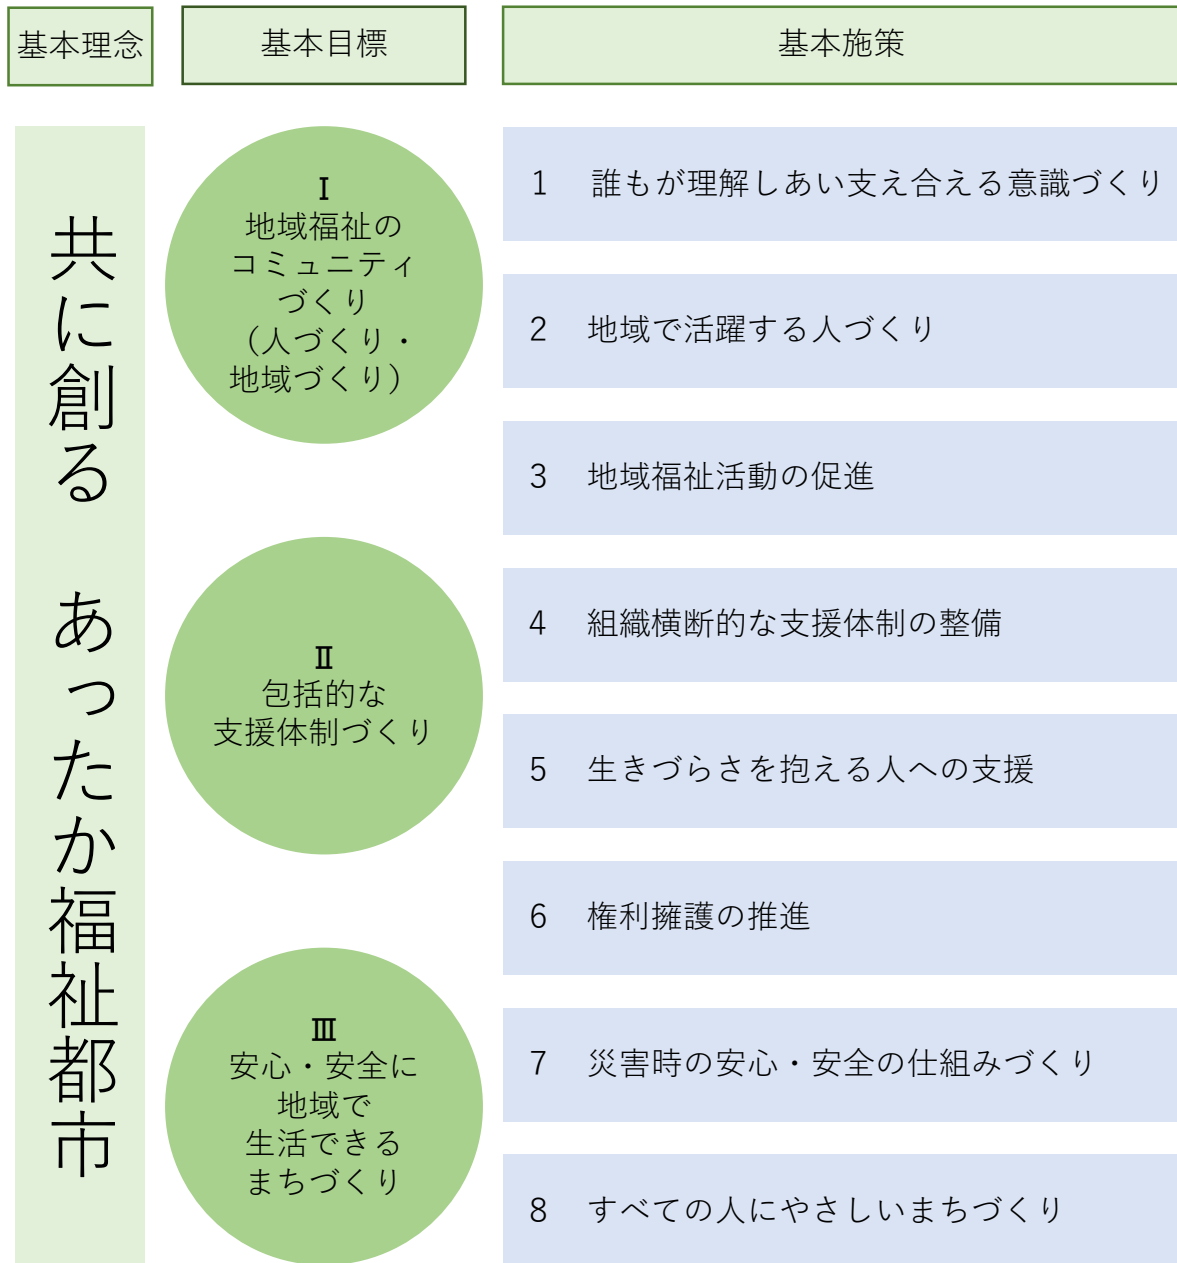 基本理念
基本目標
基本施策
共に創る　あったか福祉都市
Ⅰ
地域福祉の
コミュニティ
づくり
（人づくり・
地域づくり）
Ⅱ
包括的な
支援体制づくり
Ⅲ
安心・安全に
地域で
生活できる
まちづくり
1　誰もが理解しあい支え合える意識づくり
2　地域で活躍する人づくり
3　地域福祉活動の促進
4　組織横断的な支援体制の整備
5　生きづらさを抱える人への支援
6　権利擁護の推進
7　災害時の安心・安全の仕組みづくり
8　すべての人にやさしいまちづくり